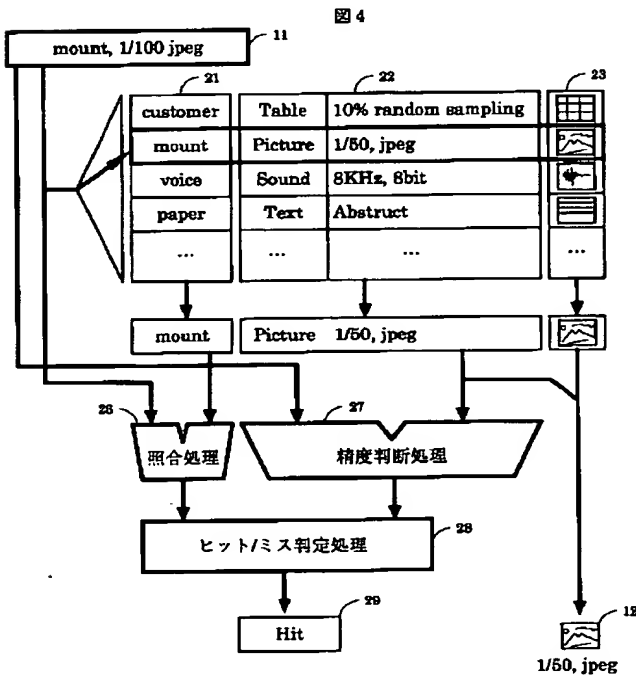 図4
mount, 1/100 jpeg
11
21
22
23
customer Table 10% random sampling
mount Picture 1/50, jpeg
voice Sound 8KHz, 8bit
paper Text Abstruct
... ... ...
mount Picture 1/50, jpeg
26
27
照合処理
精度判断処理
28
ヒット/ミス判定処理
29
Hit
12
1/50, jpeg